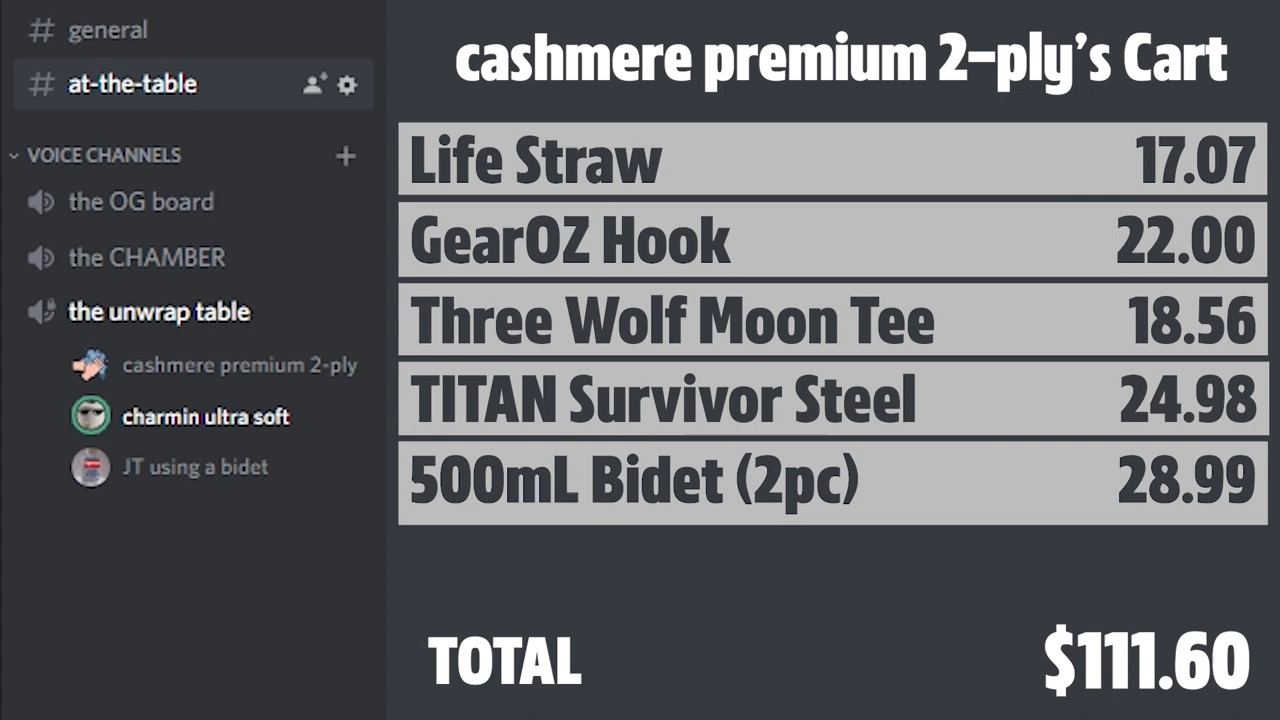 general
at-the-table
VOICE CHANNELS
the OG board
the CHAMBER
the unwrap table
cashmere premium 2-ply
charmin ultra soft
JT using a bidet
cashmere premium 2-ply’s Cart
Life Straw 17.07
GearOZ Hook 22.00
Three Wolf Moon Tee 18.56
TITAN Survivor Steel 24.98
500mL Bidet (2pc) 28.99
TOTAL $111.60